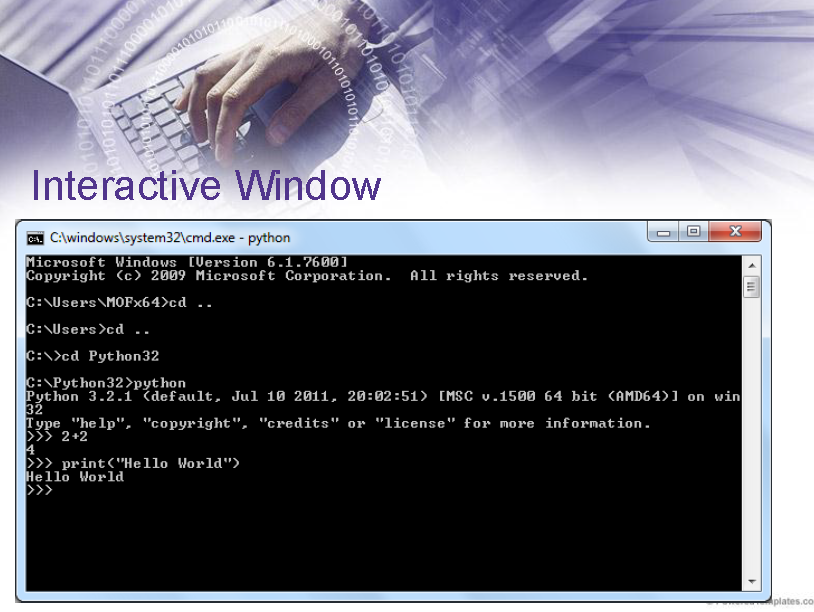 Interactive Window
C:\windows\system32\cmd.exe - python
Microsoft Windows [Version 6.1.7600]
Copyright (c) 2009 Microsoft Corporation.  All rights reserved.
C:\Users\MOFx64>cd ..
C:\Users>cd ..
C:\>cd Python32
C:\Python32>python
Python 3.2.1 (default, Jul 10 2011, 20:02:51) [MSC v.1500 64 bit (AMD64)] on win
32
Type "help", "copyright", "credits" or "license" for more information.
>>> 2+2
4
>>> print("Hello World")
Hello World
>>>